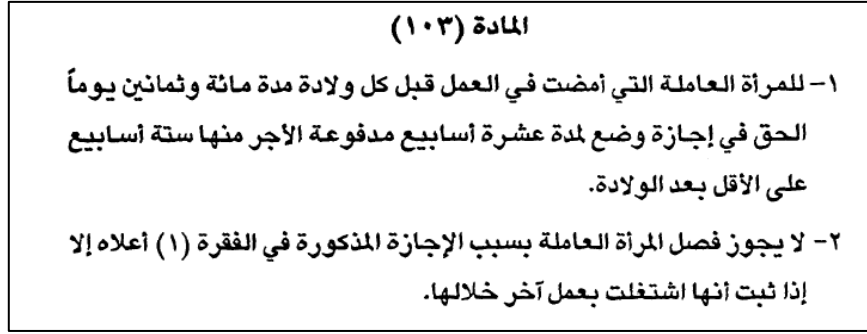 المادة (١٠٣)
١- للمرأة العاملة التي أمضت في العمل قبل كل ولادة مدة مائة وثمانين يوماً
الحق في إجازة وضع لمدة عشرة أسابيع مدفوعة الأجر منها ستة أسابيع
على الأقل بعد الولادة.
٢- لا يجوز فصل المرأة العاملة بسبب الإجازة المذكورة في الفقرة (١) أعلاه إلا
إذا ثبت أنها اشتغلت بعمل آخر خلالها.